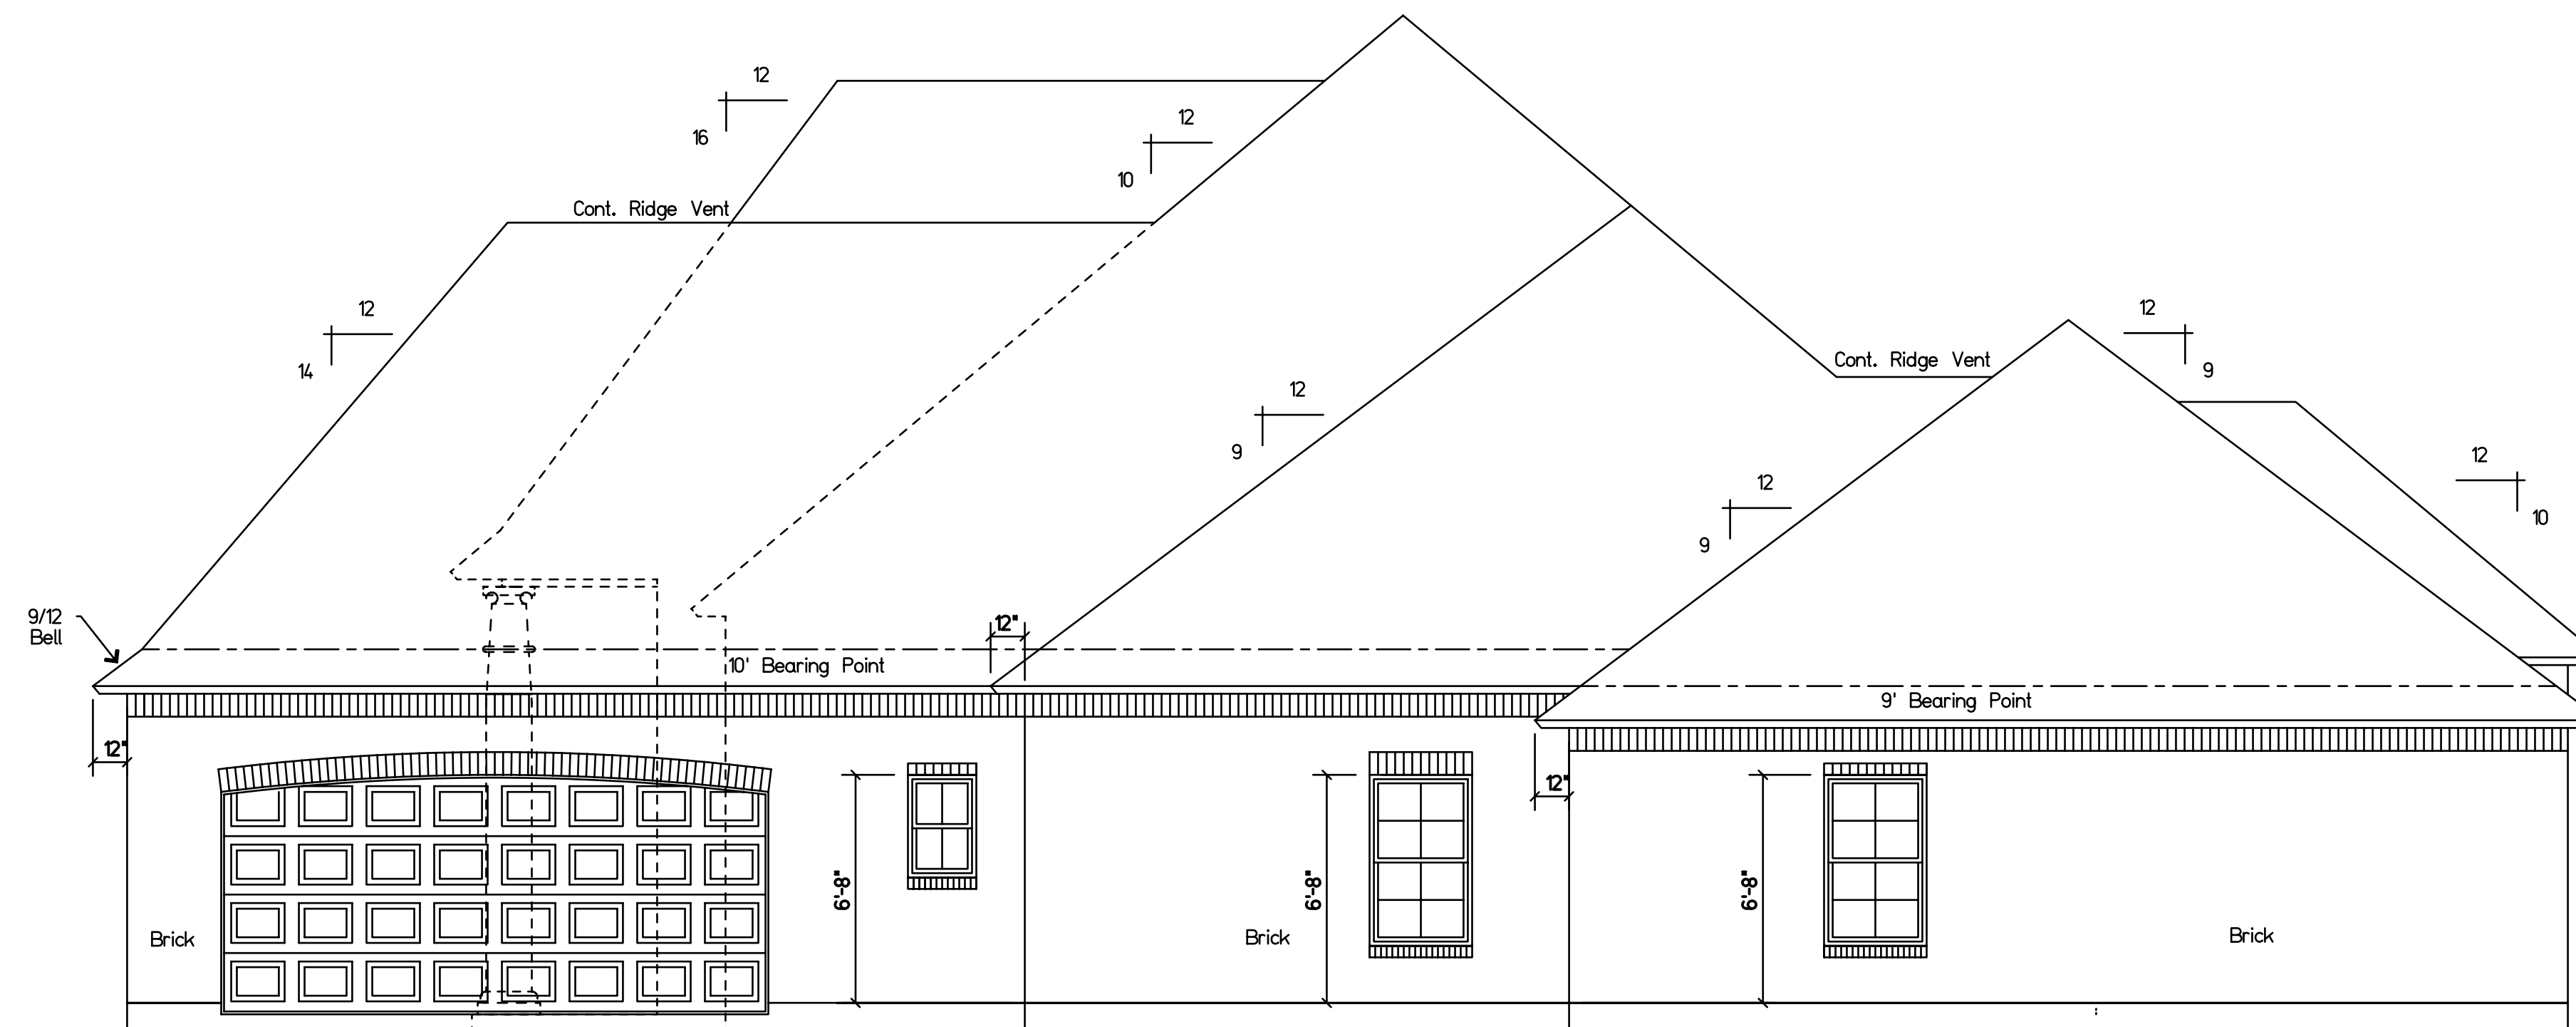 12
16
12
10
Cont. Ridge Vent
12
14
12
9
Cont. Ridge Vent
12
9
12
9
12
10
9/12
Bell
12"
10' Bearing Point
9' Bearing Point
12"
12"
6'-8"
6'-8"
6'-8"
Brick
Brick
Brick